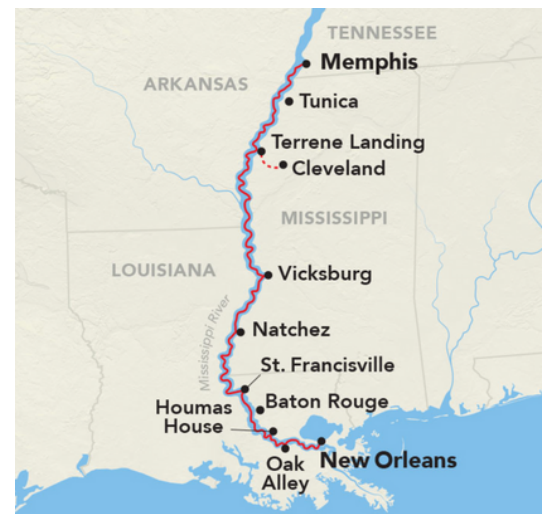 TENNESSEE
Memphis
ARKANSAS
Tunica
Terrene Landing
Cleveland
MISSISSIPPI
LOUISIANA
Vicksburg
Mississippi River
Natchez
St. Francisville
Baton Rouge
Houmas
House
Oak
Alley
New Orleans